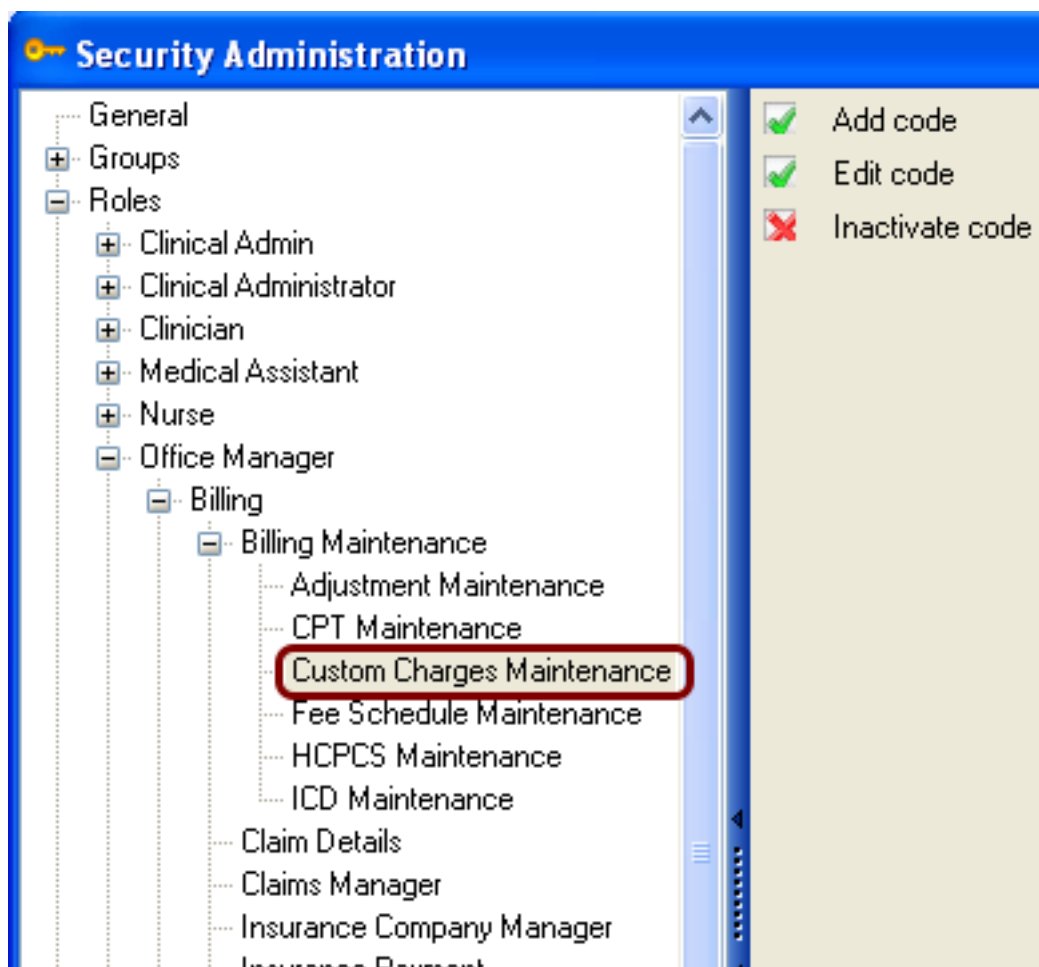 Security Administration
General
Groups
Roles
Clinical Admin
Clinical Administrator
Clinician
Medical Assistant
Nurse
Office Manager
Billing
Billing Maintenance
Adjustment Maintenance
CPT Maintenance
Custom Charges Maintenance
Fee Schedule Maintenance
HCPCS Maintenance
ICD Maintenance
Claim Details
Claims Manager
Insurance Company Manager
Insurance Payment
Add code
Edit code
Inactivate code